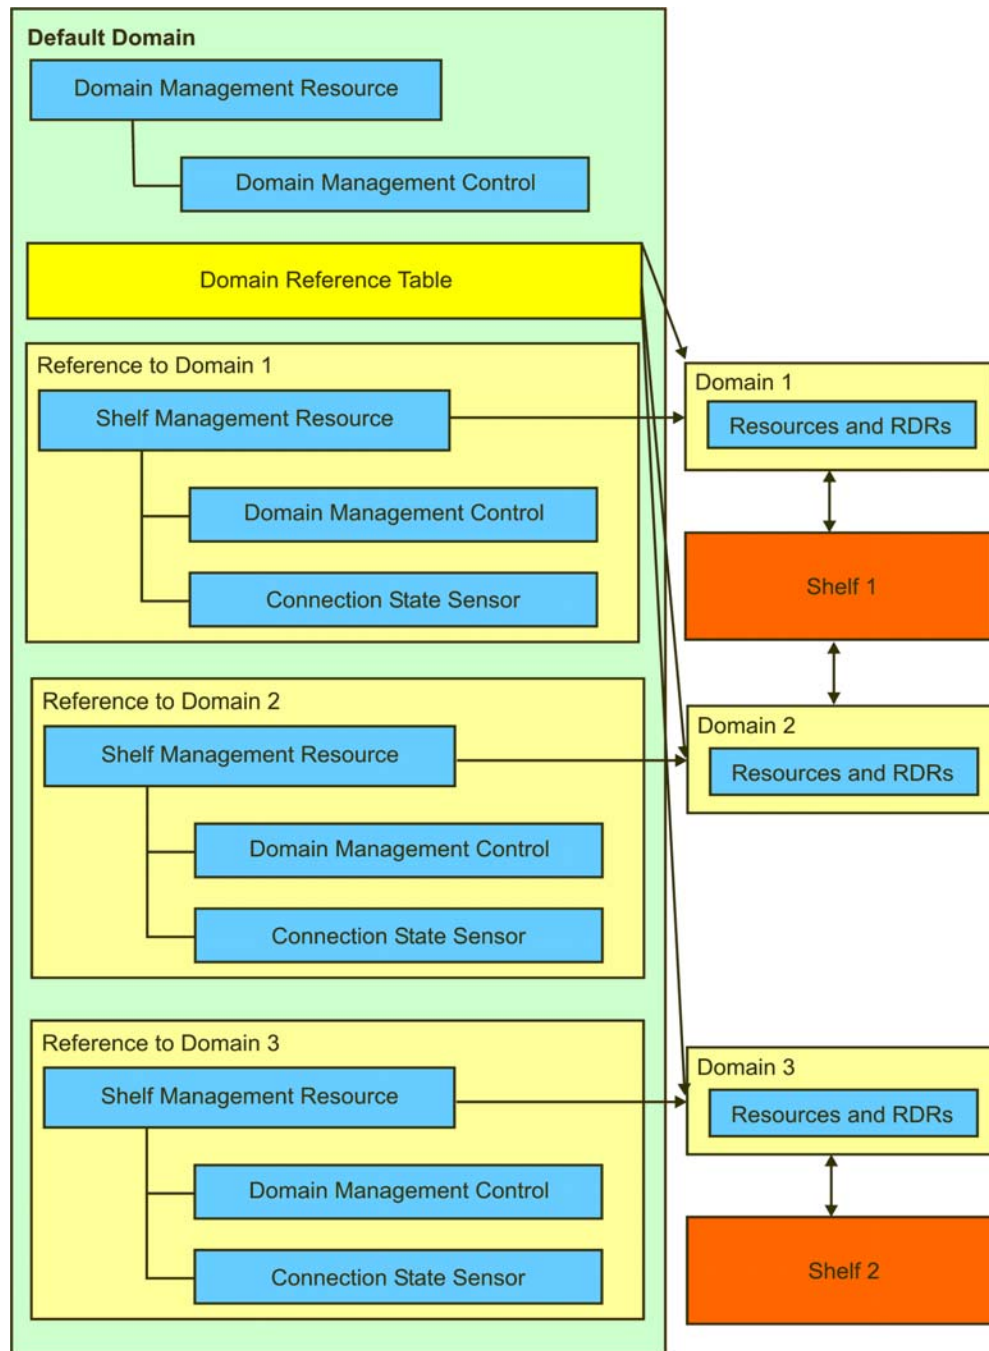 Default Domain
Domain Management Resource
Domain Management Control
Domain Reference Table
Reference to Domain 1
Shelf Management Resource
Domain Management Control
Connection State Sensor
Domain 1
Resources and RDRs
Shelf 1
Reference to Domain 2
Shelf Management Resource
Domain Management Control
Connection State Sensor
Domain 2
Resources and RDRs
Reference to Domain 3
Shelf Management Resource
Domain Management Control
Connection State Sensor
Domain 3
Resources and RDRs
Shelf 2